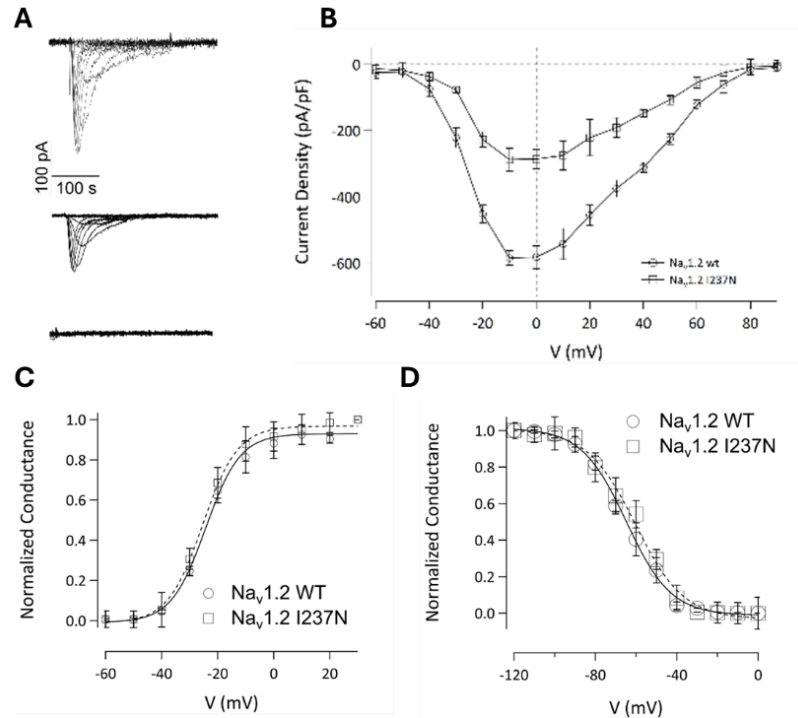 A
100 pA
100 s
B
Current Density (pA/pF)
0
-200
-400
-600
Nav1.2 wt
Nav1.2 I237N
-60 -40 -20 0 20 40 60 80
V (mV)
C
Normalized Conductance
1.0
0.8
0.6
0.4
0.2
0.0
Nav1.2 WT
Nav1.2 I237N
-60 -40 -20 0 20
V (mV)
D
Normalized Conductance
1.0
0.8
0.6
0.4
0.2
0.0
Nav1.2 WT
Nav1.2 I237N
-120 -80 -40 0
V (mV)